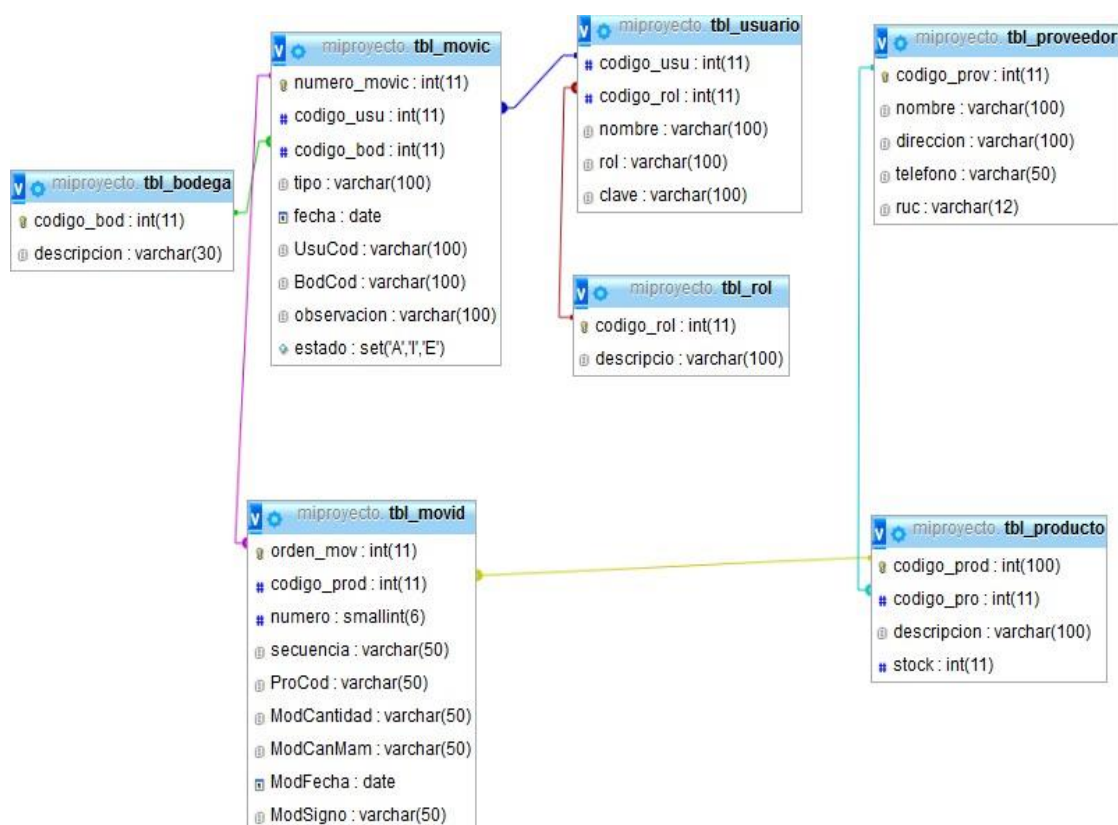 miproyecto. tbl_movic
numero_movic : int(11)
codigo_usu : int(11)
codigo_bod : int(11)
tipo : varchar(100)
fecha : date
UsuCod : varchar(100)
BodCod : varchar(100)
observacion : varchar(100)
estado : set('A','I','E')
miproyecto. tbl_usuario
codigo_usu : int(11)
codigo_rol : int(11)
nombre : varchar(100)
rol : varchar(100)
clave : varchar(100)
miproyecto. tbl_proveedor
codigo_prov : int(11)
nombre : varchar(100)
direccion : varchar(100)
telefono : varchar(50)
ruc : varchar(12)
miproyecto. tbl_bodega
codigo_bod : int(11)
descripcion : varchar(30)
miproyecto. tbl_rol
codigo_rol : int(11)
descripcio : varchar(100)
miproyecto. tbl_movid
orden_mov : int(11)
codigo_prod : int(11)
numero : smallint(6)
secuencia : varchar(50)
ProCod : varchar(50)
ModCantidad : varchar(50)
ModCanMam : varchar(50)
ModFecha : date
ModSigno : varchar(50)
miproyecto. tbl_producto
codigo_prod : int(100)
codigo_pro : int(11)
descripcion : varchar(100)
stock : int(11)